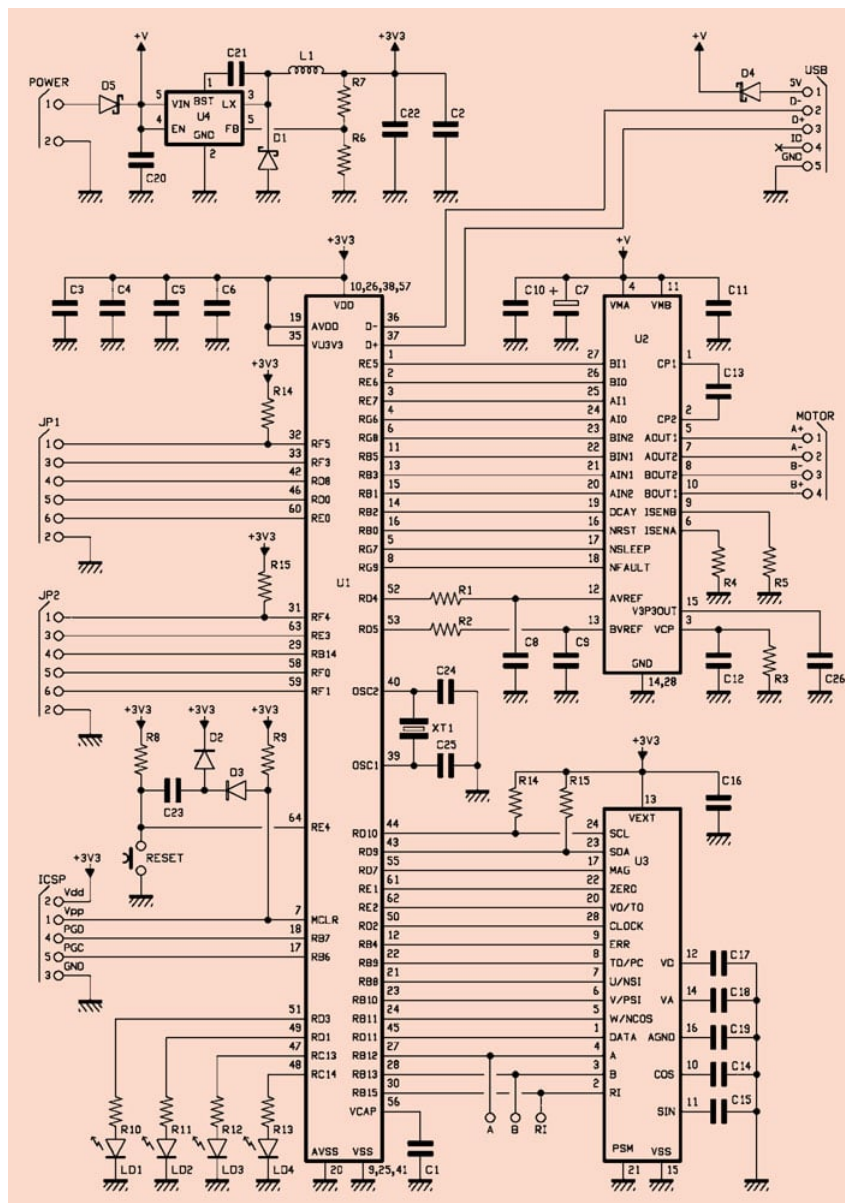 +V
+3V3
+V
USB
POWER
D5
C21
L1
R7
C22
C2
D4
5V
D-
D+
ID
GND
1
2
3
4
5
1
2
5 VIN BST LX 3
U4
4 EN GND FB 5
1
2
C20
D1
R6
+3V3
+V
C3
C4
C5
C6
10,26,38,57
VDD
19 AVDD
35 VU3V3
D- 36
D+ 37
C10
+
C7
4
11
C11
VMA
VMB
U2
+3V3
R14
RE5 1
RE6 2
RE7 3
RG6 4
RG8 6
RB5 11
RB3 13
RB1 15
RB2 14
RB0 16
RG7 5
RG9 8
27 BI1
26 BI0
25 AI1
24 AI0
23 BIN2
22 BIN1
21 AIN1
20 AIN2
19 DCAY
16 NRST
17 NSLEEP
18 NFAULT
CP1 1
C13
CP2 2
AOUT1 5
AOUT2 7
BOUT2 8
BOUT1 10
ISENB 9
ISENA 6
MOTOR
A+ 1
A- 2
B- 3
B+ 4
R4
R5
JP1
1 32 RF5
3 33 RF3
4 42 RD8
5 46 RD0
6 60 RE0
2
+3V3
R15
U1
JP2
1 31 RF4
3 63 RE3
4 29 RB14
5 58 RF0
6 59 RF1
2
RD4 52
R1
12 AVREF
RD5 53
R2
13 BVREF
V3P3OUT 15
VCP 3
GND
14,28
C8
C9
C12
R3
C26
OSC2 40
C24
XT1
OSC1 39
C25
+3V3
+3V3
+3V3
R8
D2
R9
D3
C23
64 RE4
RESET
+3V3
ICSP
2 Vdd
1 Vpp
4 PGD
5 PGC
3 GND
7 MCLR
18 RB7
17 RB6
+3V3
R14
R15
13
C16
VEXT
U3
RD10 44
RD9 43
RD7 55
RE1 61
RE2 62
RD2 50
RB4 12
RB9 22
RB8 21
RB10 23
RB11 24
RD11 45
RB12 27
RB13 28
RB15 30
VCAP 56
24 SCL
23 SDA
17 MAG
22 ZERO
20 VO/TO
28 CLOCK
9 ERR
8 TO/PC
7 U/NSI
6 V/PSI
5 W/NCOS
1 DATA
4 A
3 B
2 RI
VD 12 C17
VA 14 C18
AGND 16 C19
COS 10 C14
SIN 11 C15
A
B
RI
51 RD3
49 RD1
47 RC13
48 RC14
R10
R11
R12
R13
LD1
LD2
LD3
LD4
AVSS
VSS
20
9,25,41
C1
PSM
VSS
21
15